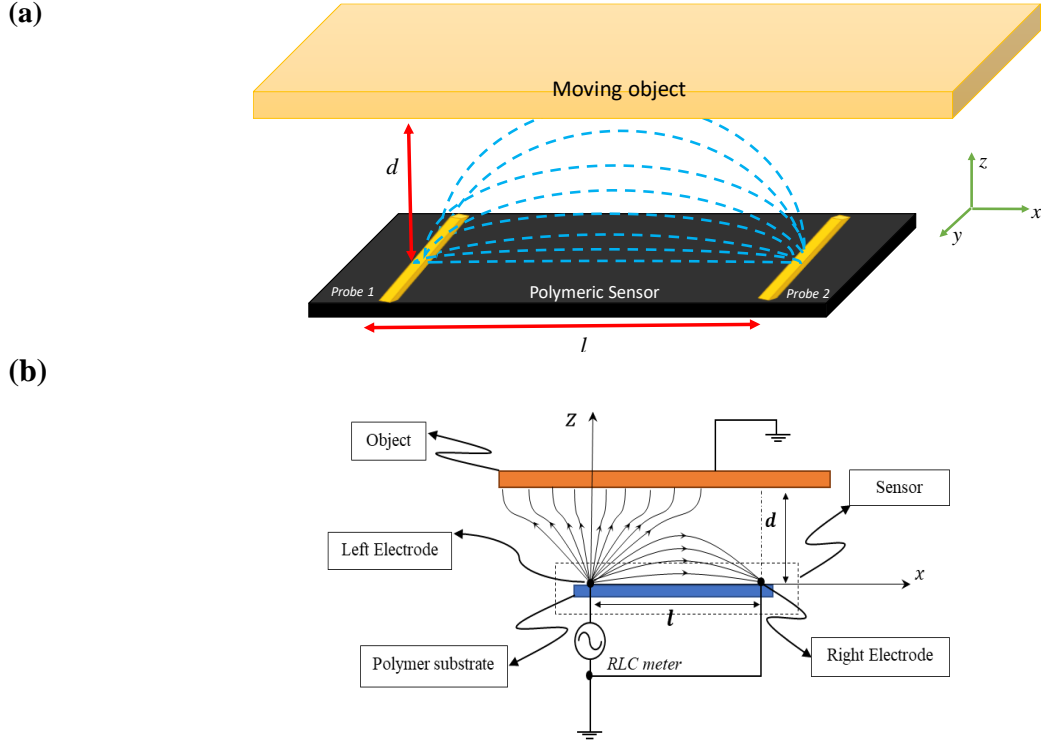 (a)
Moving object
d
z
x
y
Probe 1
Polymeric Sensor
Probe 2
l
(b)
Z
Object
Sensor
d
Left Electrode
x
l
Polymer substrate
RLC meter
Right Electrode